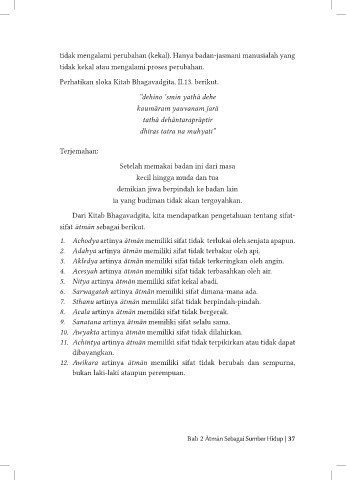 tidak mengalami perubahan (kekal). Hanya badan-jasmani manusialah yang
tidak kekal atau mengalami proses perubahan.
Perhatikan sloka Kitab Bhagavadgita, II.13. berikut.
"dehino 'smin yathā dehe
kaumāram yauvanam jarā
tathā dehāntaraprāptir
dhiras tatra na muhyati"
Terjemahan:
Setelah memakai badan ini dari masa
kecil hingga muda dan tua
demikian jiwa berpindah ke badan lain
ia yang budiman tidak akan tergoyahkan.
Dari Kitab Bhagavadgita, kita mendapatkan pengetahuan tentang sifat-
sifat ātmān sebagai berikut.
1. Achodya artinya ātmān memiliki sifat tidak terlukai oleh senjata apapun.
2. Adahya artinya ātmān memiliki sifat tidak terbakar oleh api.
3. Akledya artinya ātmān memiliki sifat tidak terkeringkan oleh angin.
4. Acesyah artinya ātmān memiliki sifat tidak terbasahkan oleh air.
5. Nitya artinya ātmān memiliki sifat kekal abadi.
6. Sarwagatah artinya ātmān memiliki sifat dimana-mana ada.
7. Sthanu artinya ātmān memiliki sifat tidak berpindah-pindah.
8. Acala artinya ātmān memiliki sifat tidak bergerak.
9. Sanatana artinya ātmān memiliki sifat selalu sama.
10. Awyakta artinya ātmān memiliki sifat tidak dilahirkan.
11. Achintya artinya ātmān memiliki sifat tidak terpikirkan atau tidak dapat
dibayangkan.
12. Awikara artinya ātmān memiliki sifat tidak berubah dan sempurna,
bukan laki-laki ataupun perempuan.
Bab 2 Ātmān Sebagai Sumber Hidup | 37